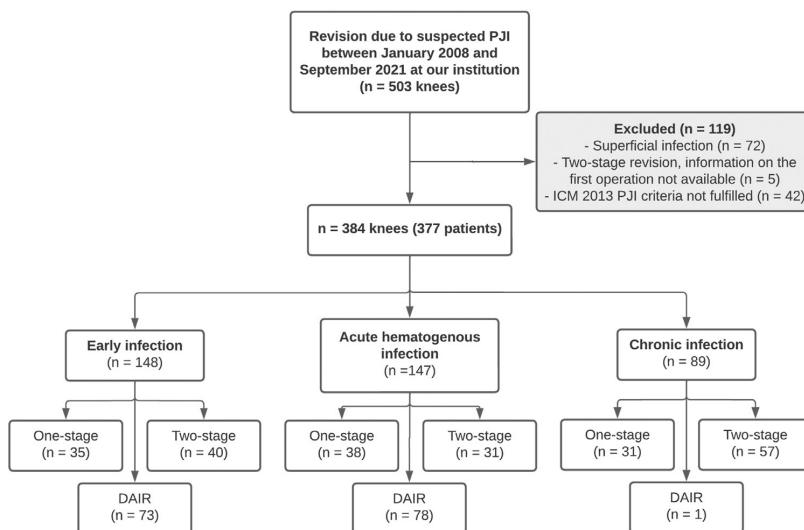 Revision due to suspected PJI
between January 2008 and
September 2021 at our institution
(n = 503 knees)
Excluded (n = 119)
- Superficial infection (n = 72)
- Two-stage revision, information on the
first operation not available (n = 5)
- ICM 2013 PJI criteria not fulfilled (n = 42)
n = 384 knees (377 patients)
Early infection
(n = 148)
Acute hematogenous
infection
(n =147)
Chronic infection
(n = 89)
One-stage
(n = 35)
Two-stage
(n = 40)
One-stage
(n = 38)
Two-stage
(n = 31)
One-stage
(n = 31)
Two-stage
(n = 57)
DAIR
(n = 73)
DAIR
(n = 78)
DAIR
(n = 1)